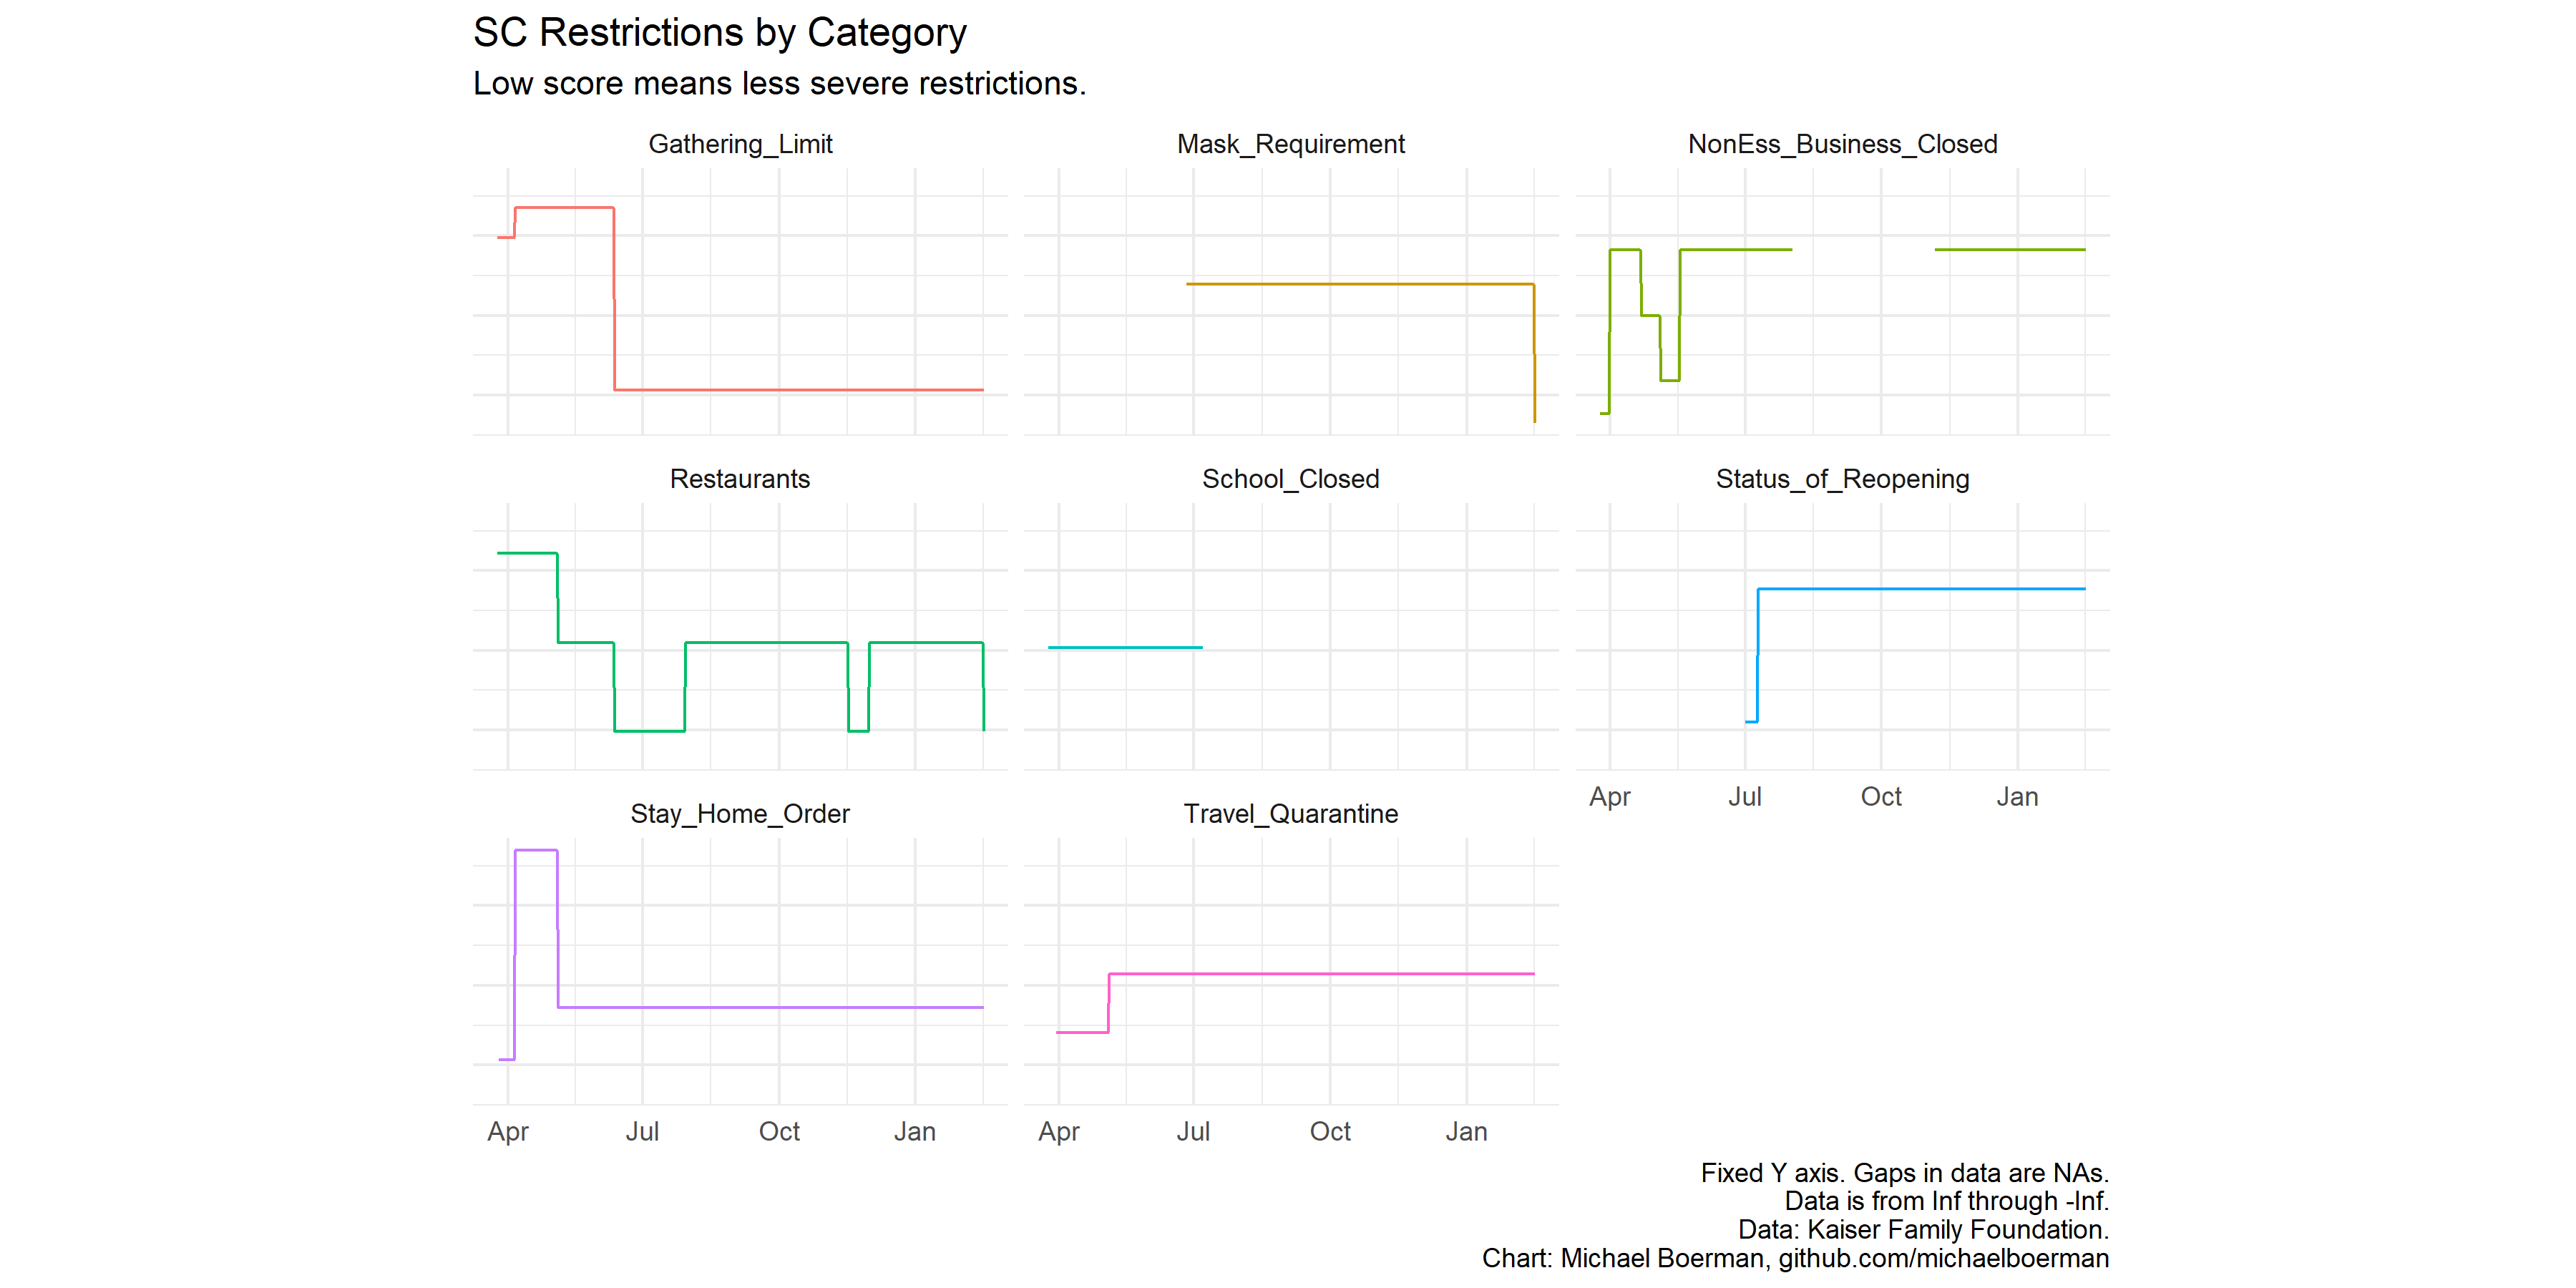 SC Restrictions by Category
Low score means less severe restrictions.
Gathering_Limit
Mask_Requirement
NonEss_Business_Closed
Restaurants
School_Closed
Status_of_Reopening
Apr Jul Oct Jan
Stay_Home_Order
Travel_Quarantine
Apr Jul Oct Jan
Apr Jul Oct Jan
Fixed Y axis. Gaps in data are NAs.
Data is from Inf through -Inf.
Data: Kaiser Family Foundation.
Chart: Michael Boerman, github.com/michaelboerman